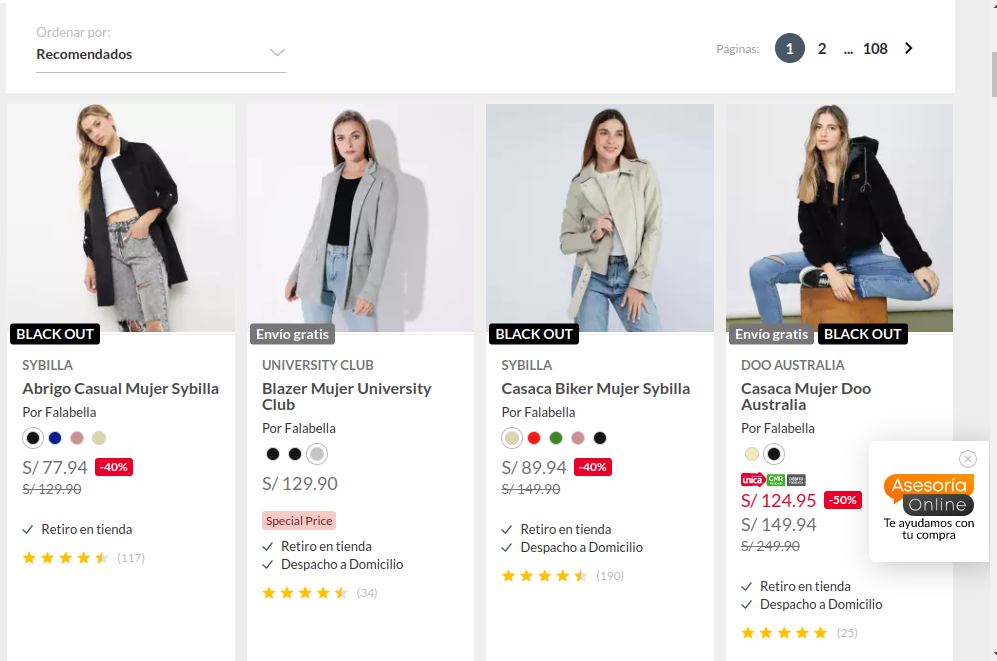 Ordenar por:
Recomendados
Páginas: 1 2 ... 108
BLACK OUT
SYBILLA
Abrigo Casual Mujer Sybilla
Por Falabella
S/ 77.94 -40%
S/ 129.90
Retiro en tienda
(117)
Envío gratis
UNIVERSITY CLUB
Blazer Mujer University
Club
Por Falabella
S/ 129.90
Special Price
Retiro en tienda
Despacho a Domicilio
(34)
BLACK OUT
SYBILLA
Casaca Biker Mujer Sybilla
Por Falabella
S/ 89.94 -40%
S/ 149.90
Retiro en tienda
Despacho a Domicilio
(190)
Envío gratis BLACK OUT
DOO AUSTRALIA
Casaca Mujer Doo
Australia
Por Falabella
única CMR
S/ 124.95 -50%
S/ 149.94
S/ 249.90
Retiro en tienda
Despacho a Domicilio
(25)
Asesoría
Online
Te ayudamos con
tu compra